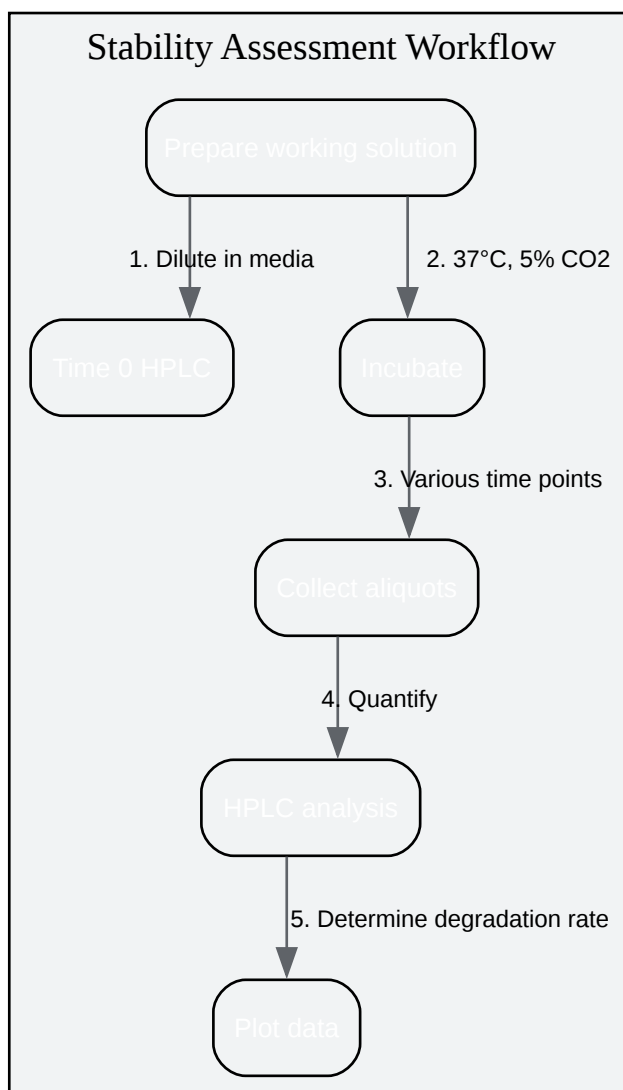 Stability Assessment Workflow
Prepare working solution
1. Dilute in media
2. 37°C, 5% CO2
Time 0 HPLC
Incubate
3. Various time points
Collect aliquots
4. Quantify
HPLC analysis
5. Determine degradation rate
Plot data